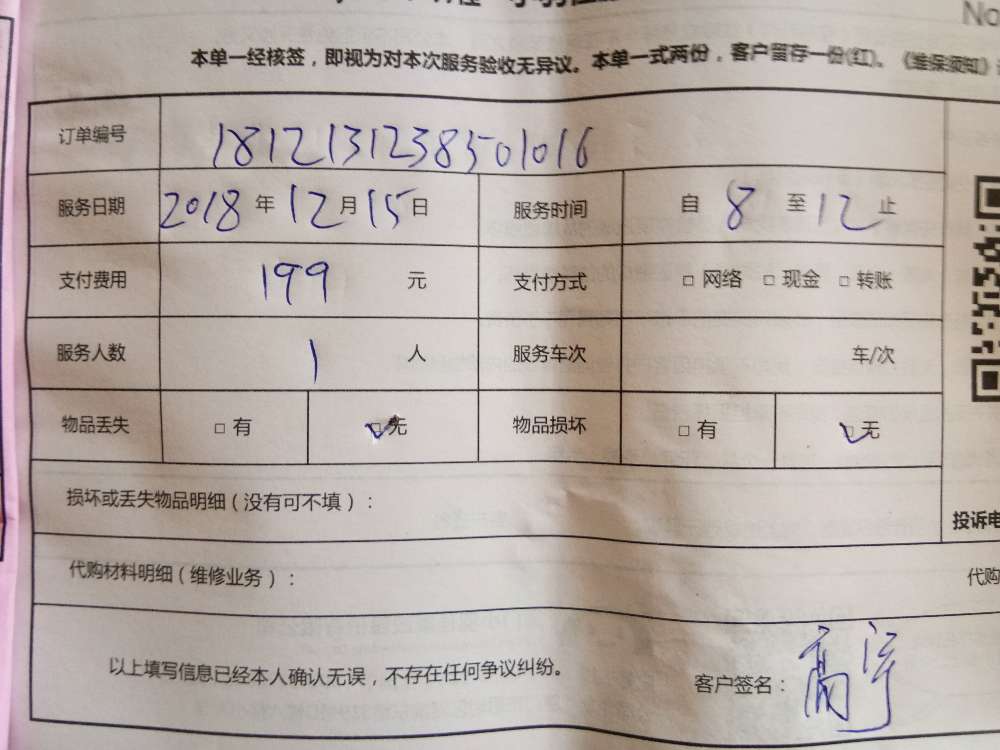 No
本单一经核签，即视为对本次服务验收无异议。本单一式两份，客户留存一份(红)。《维保须知》
订单编号 1812131238501016
服务日期 2018 年 12 月 15 日 服务时间 自 8 至 12 止
支付费用 199 元 支付方式 □ 网络 □ 现金 □ 转账
服务人数 1 人 服务车次 车/次
物品丢失 □ 有 ☑ 无 物品损坏 □ 有 ☑ 无
损坏或丢失物品明细（没有可不填）：
投诉电
代购材料明细（维修业务）：
代购
以上填写信息已经本人确认无误，不存在任何争议纠纷。
客户签名：高宇